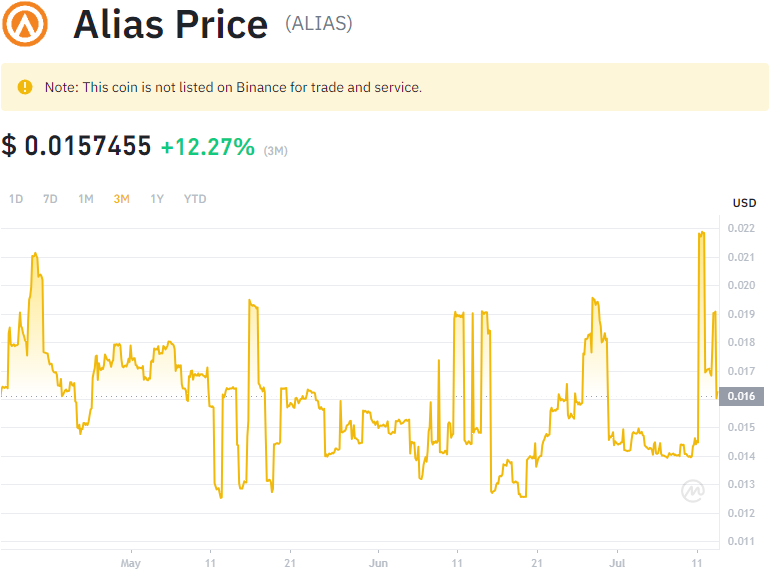 Alias Price (ALIAS)
Note: This coin is not listed on Binance for trade and service.
$ 0.0157455 +12.27% (3M)
1D 7D 1M 3M 1Y YTD
USD
0.022
0.021
0.020
0.019
0.018
0.017
0.016
0.015
0.014
0.013
0.012
0.011
May 11 21 Jun 11 21 Jul 11